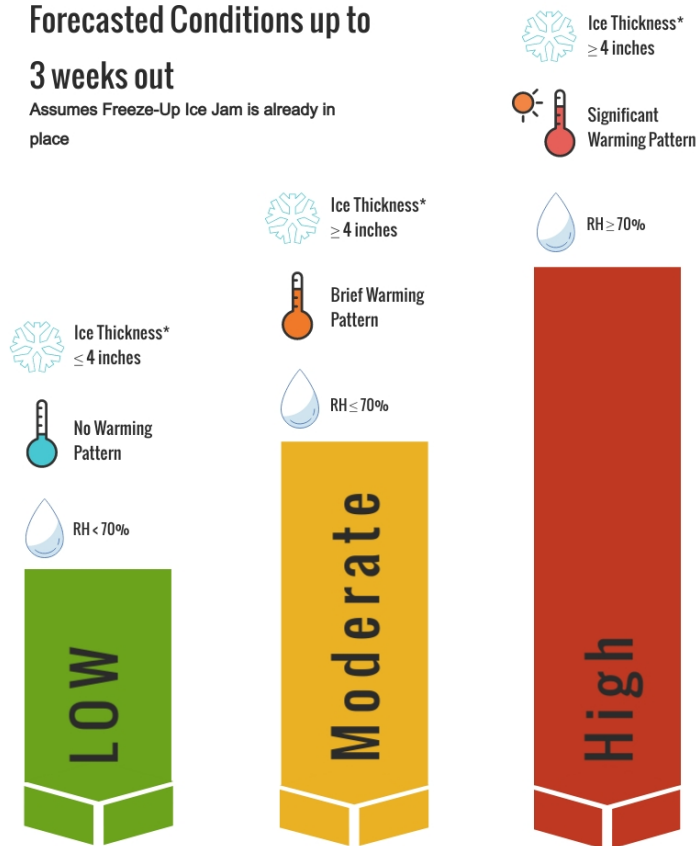 Forecasted Conditions up to
3 weeks out
Assumes Freeze-Up Ice Jam is already in
place
Ice Thickness*
≤ 4 inches
No Warming
Pattern
RH < 70%
LOW
Ice Thickness*
≥ 4 inches
Brief Warming
Pattern
RH ≤ 70%
Moderate
Ice Thickness*
≥ 4 inches
Significant
Warming Pattern
RH ≥ 70%
High